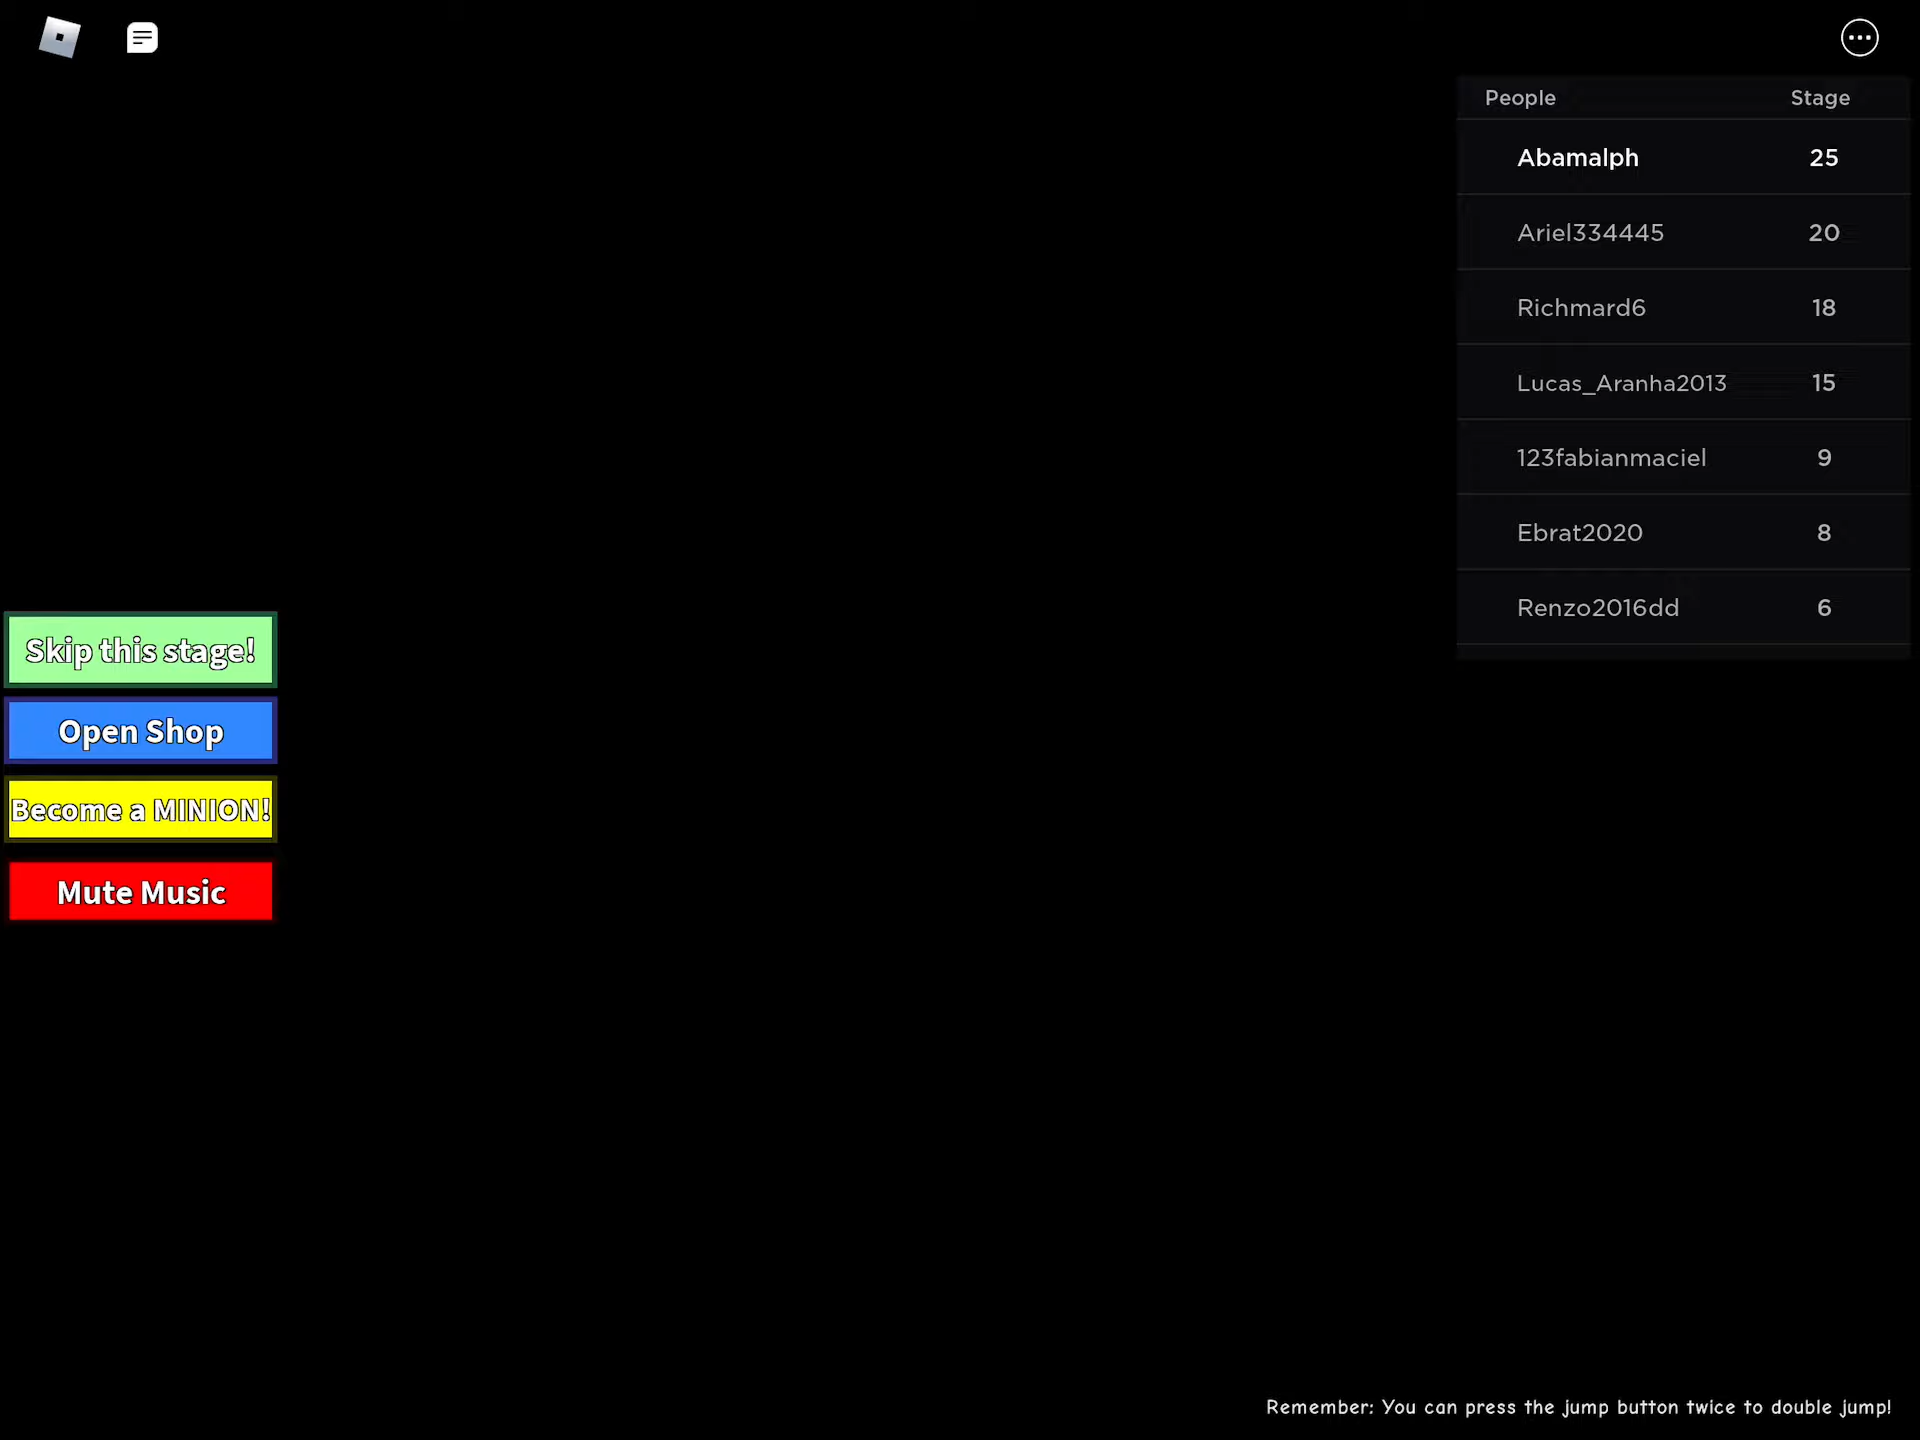 People Stage
Abamalph 25
Ariel334445 20
Richmard6 18
Lucas_Aranha2013 15
123fabianmaciel 9
Ebrat2020 8
Renzo2016dd 6
Skip this stage!
Open Shop
Become a MINION!
Mute Music
Remember: You can press the jump button twice to double jump!